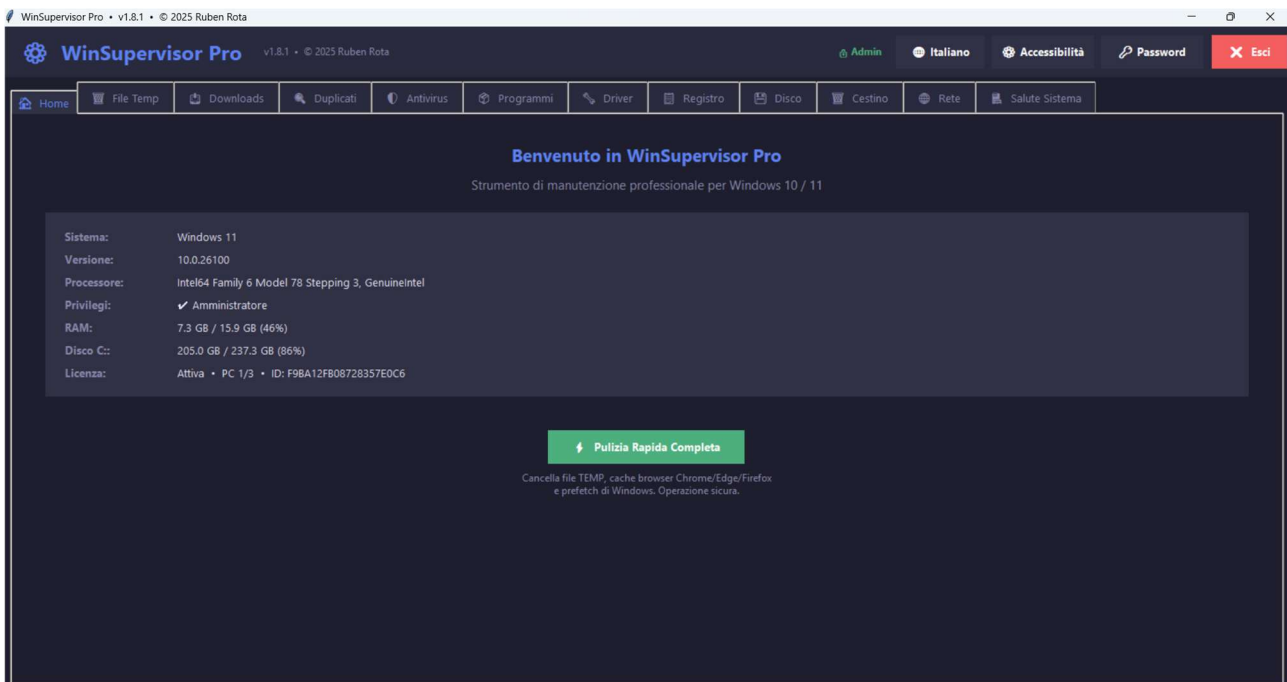 WinSupervisor Pro • v1.8.1 • © 2025 Ruben Rota
WinSupervisor Pro v1.8.1 • © 2025 Ruben Rota Admin Italiano Accessibilità Password Esci
Home File Temp Downloads Duplicati Antivirus Programmi Driver Registro Disco Cestino Rete Salute Sistema
Benvenuto in WinSupervisor Pro
Strumento di manutenzione professionale per Windows 10 / 11
Sistema: Windows 11
Versione: 10.0.26100
Processore: Intel64 Family 6 Model 78 Stepping 3, GenuineIntel
Privilegi: ✔ Amministratore
RAM: 7.3 GB / 15.9 GB (46%)
Disco C:: 205.0 GB / 237.3 GB (86%)
Licenza: Attiva • PC 1/3 • ID: F9BA12FB08728357E0C6
Pulizia Rapida Completa
Cancella file TEMP, cache browser Chrome/Edge/Firefox
e prefetch di Windows. Operazione sicura.